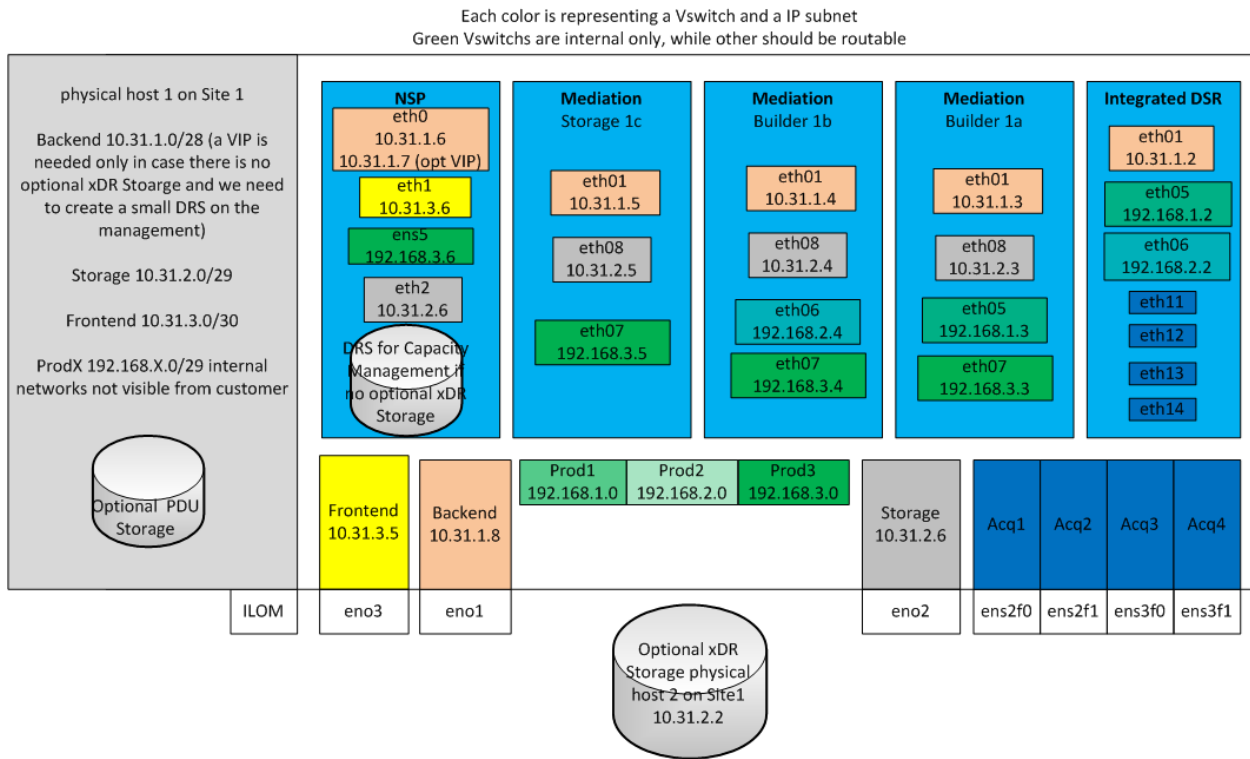 Each color is representing a Vswitch and a IP subnet
Green Vswitchs are internal only, while other should be routable
physical host 1 on Site 1
Backend 10.31.1.0/28 (a VIP is
needed only in case there is no
optional xDR Stoarge and we need
to create a small DRS on the
management)
Storage 10.31.2.0/29
Frontend 10.31.3.0/30
ProdX 192.168.X.0/29 internal
networks not visible from customer
Optional PDU
Storage
NSP
eth0
10.31.1.6
10.31.1.7 (opt VIP)
eth1
10.31.3.6
ens5
192.168.3.6
eth2
10.31.2.6
DRS for Capacity
Management if
no optional xDR
Storage
Mediation
Storage 1c
eth01
10.31.1.5
eth08
10.31.2.5
eth07
192.168.3.5
Mediation
Builder 1b
eth01
10.31.1.4
eth08
10.31.2.4
eth06
192.168.2.4
eth07
192.168.3.4
Mediation
Builder 1a
eth01
10.31.1.3
eth08
10.31.2.3
eth05
192.168.1.3
eth07
192.168.3.3
Integrated DSR
eth01
10.31.1.2
eth05
192.168.1.2
eth06
192.168.2.2
eth11
eth12
eth13
eth14
Frontend
10.31.3.5
Backend
10.31.1.8
Prod1
192.168.1.0
Prod2
192.168.2.0
Prod3
192.168.3.0
Storage
10.31.2.6
Acq1
Acq2
Acq3
Acq4
ILOM
eno3
eno1
eno2
ens2f0
ens2f1
ens3f0
ens3f1
Optional xDR
Storage physical
host 2 on Site1
10.31.2.2